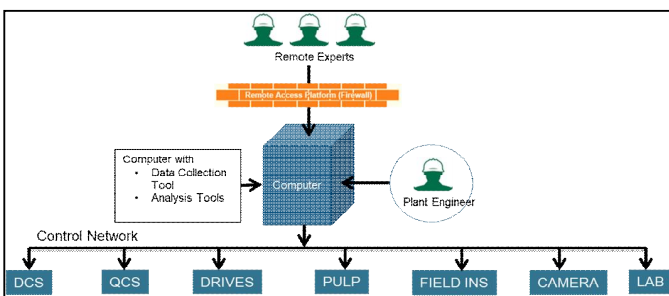 Remote Experts
Remote Access Platform (Firewall)
Computer with
• Data Collection
Tool
• Analysis Tools
Computer
Plant Engineer
Control Network
DCS
QCS
DRIVES
PULP
FIELD INS
CAMERA
LAB